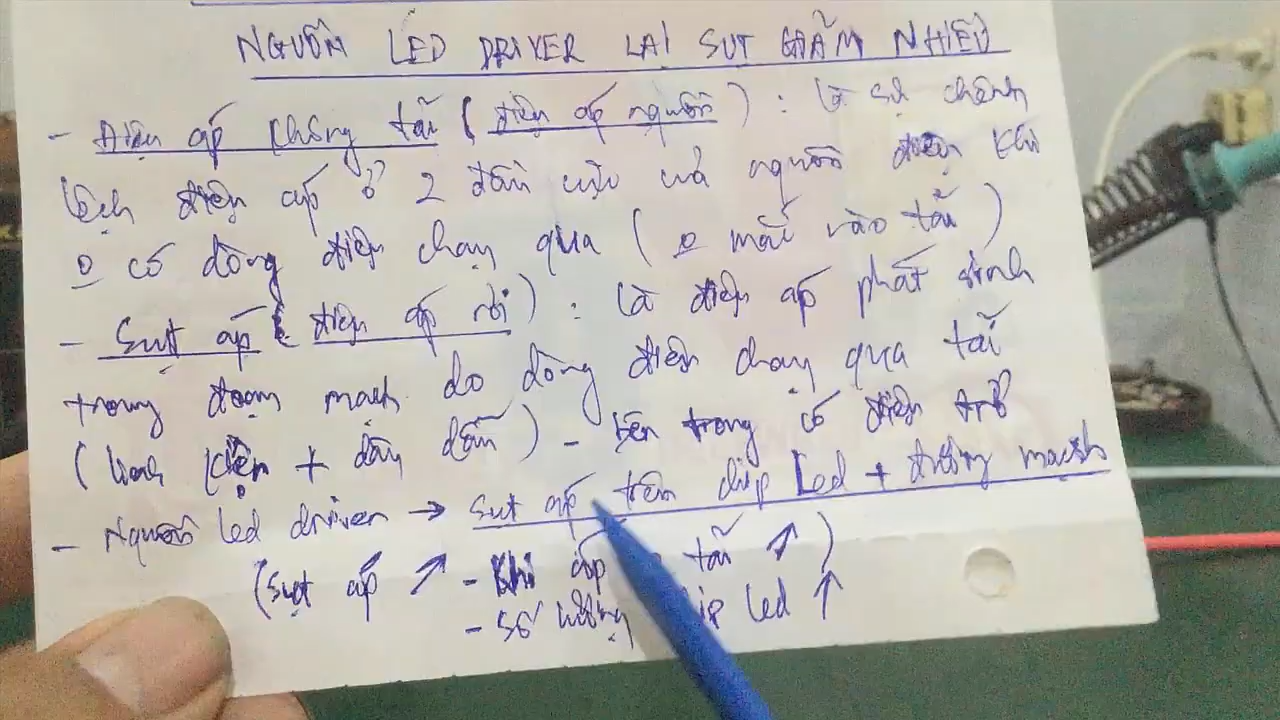 NGUỒN LED DRIVER LẠI SỤT GIẢM NHIỀU
- Điện áp không tải (điện áp nguồn) : là sự chênh
lệch điện áp ở 2 đầu cực của nguồn điện khi
o có dòng điện chạy qua (o mắc vào tải)
- Sụt áp (điện áp rơi) : là điện áp phát sinh
trong đoạn mạch do dòng điện chạy qua tải
(linh kiện + dây dẫn) - bên trong có điện trở
- Nguồn led driver → sụt áp trên chip Led + đường mạch
(sụt áp ↗ - khi áp tải ↗)
- số lượng chip led ↑